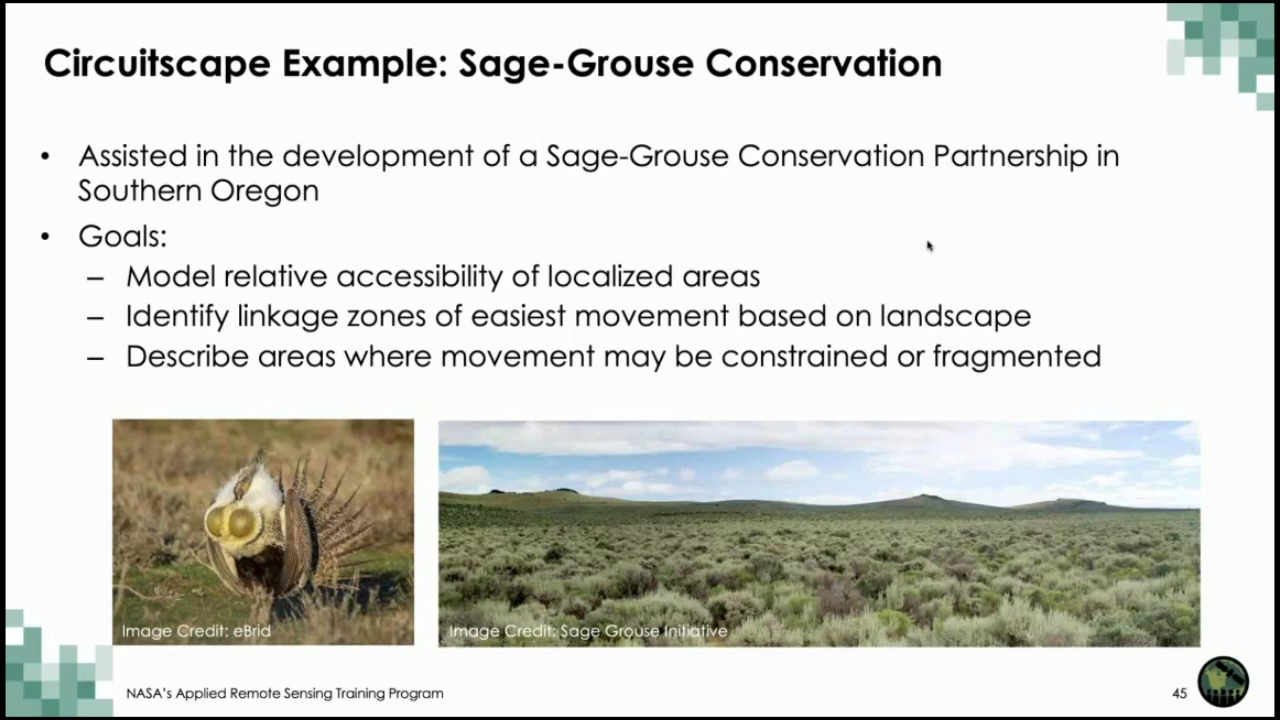 Circuitscape Example: Sage-Grouse Conservation
• Assisted in the development of a Sage-Grouse Conservation Partnership in
Southern Oregon
• Goals:
– Model relative accessibility of localized areas
– Identify linkage zones of easiest movement based on landscape
– Describe areas where movement may be constrained or fragmented
Image Credit: eBrid
Image Credit: Sage Grouse Initiative
NASA's Applied Remote Sensing Training Program
45